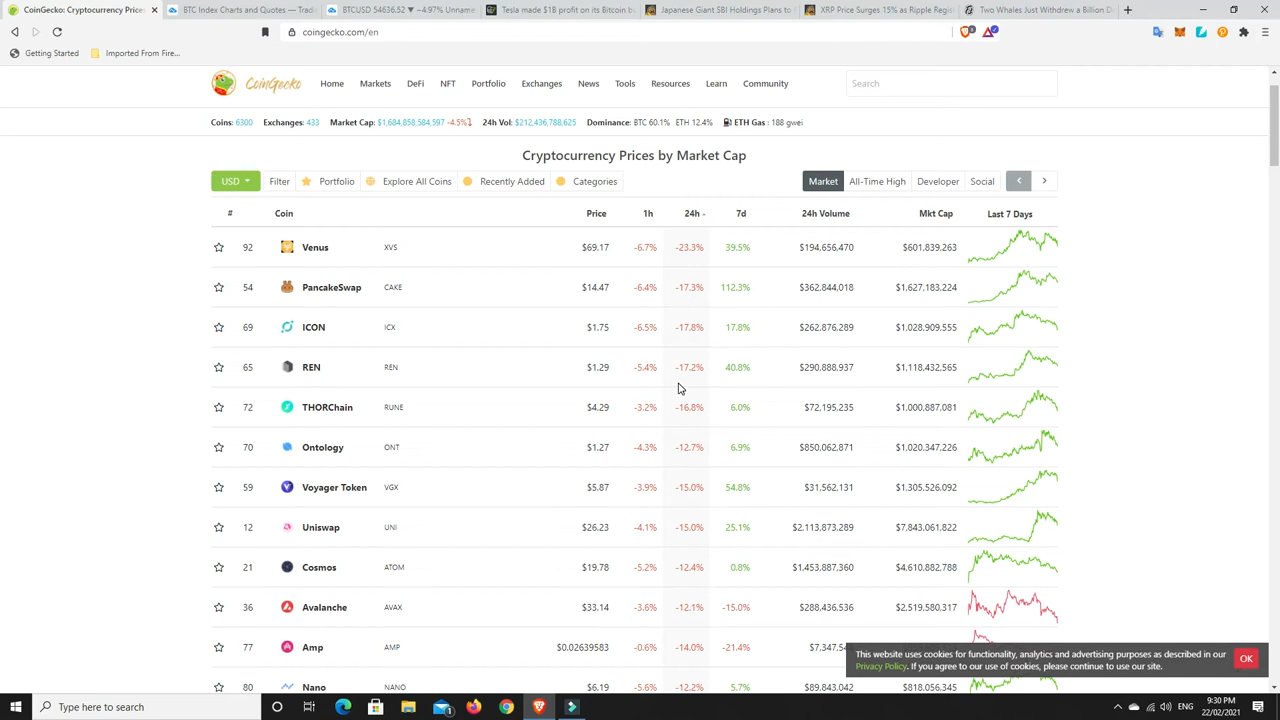 CoinGecko: Cryptocurrency Prices
BTC Index Charts and Quotes — Tradi
BTCUSD 54636.52 ▼ −4.97% Unname
Tesla made $1B profit on its Bitcoin b
Japanese Giant SBI Holdings Plans to
XRP Price Surges 15% as Ripple Regist
Two Whales Just Withdrew a Billion D
coingecko.com/en
Getting Started
Imported From Fire...
CoinGecko
Home Markets DeFi NFT Portfolio Exchanges News Tools Resources Learn Community
Search
Coins: 6300 Exchanges: 433 Market Cap: $1,684,858,584,597 -4.5% 24h Vol: $212,436,788,625 Dominance: BTC 60.1% ETH 12.4% ETH Gas: 188 gwei
Cryptocurrency Prices by Market Cap
USD Filter Portfolio Explore All Coins Recently Added Categories Market All-Time High Developer Social < >
# Coin Price 1h 24h 7d 24h Volume Mkt Cap Last 7 Days
92 Venus XVS $69.17 -6.7% -23.3% 39.5% $194,656,470 $601,839,263
54 PancakeSwap CAKE $14.47 -6.4% -17.3% 112.3% $362,844,018 $1,627,183,224
69 ICON ICX $1.75 -6.5% -17.8% 17.8% $262,876,289 $1,028,909,555
65 REN REN $1.29 -5.4% -17.2% 40.8% $290,888,937 $1,118,432,565
72 THORChain RUNE $4.29 -3.2% -16.8% 6.0% $72,195,235 $1,000,887,081
70 Ontology ONT $1.27 -4.3% -12.7% 6.9% $850,062,871 $1,020,347,226
59 Voyager Token VGX $5.87 -3.9% -15.0% 54.8% $31,562,131 $1,305,526,092
12 Uniswap UNI $26.23 -4.1% -15.0% 25.1% $2,113,873,289 $7,843,061,822
21 Cosmos ATOM $19.78 -5.2% -12.4% 0.8% $1,453,887,360 $4,610,882,788
36 Avalanche AVAX $33.14 -3.6% -12.1% -15.0% $288,436,536 $2,519,580,317
77 Amp AMP $0.02639583 -0.6% -14.0% -21.4% $7,347,54
80 Nano NANO $6.19 -5.6% -12.2% 5.7% $89,843,042 $818,056,345
This website uses cookies for functionality, analytics and advertising purposes as described in our
Privacy Policy. If you agree to our use of cookies, please continue to use our site.
OK
Type here to search
ENG
9:30 PM
22/02/2021